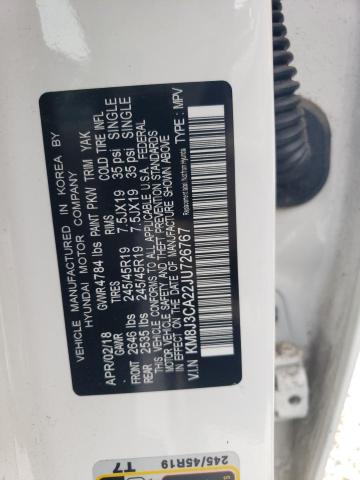 VEHICLE MANUFACTURED IN KOREA BY
HYUNDAI MOTOR COMPANY
GVWR 4784 lbs PAINT PKW TRIM YAK
APR/02/18 GAWR TIRES RIMS COLD TIRE INFL
2646 lbs 245/45R19 7.5JX19 35 psi SINGLE
2535 lbs 245/45R19 7.5JX19 35 psi SINGLE
THIS VEHICLE CONFORMS TO ALL APPLICABLE U.S.A. FEDERAL
MOTOR VEHICLE SAFETY AND THEFT PREVENTION STANDARDS
IN EFFECT ON THE DATE OF MANUFACTURE SHOWN ABOVE
V.I.N KM8J3CA22JU726767 TYPE : MPV
245/45R19
T7